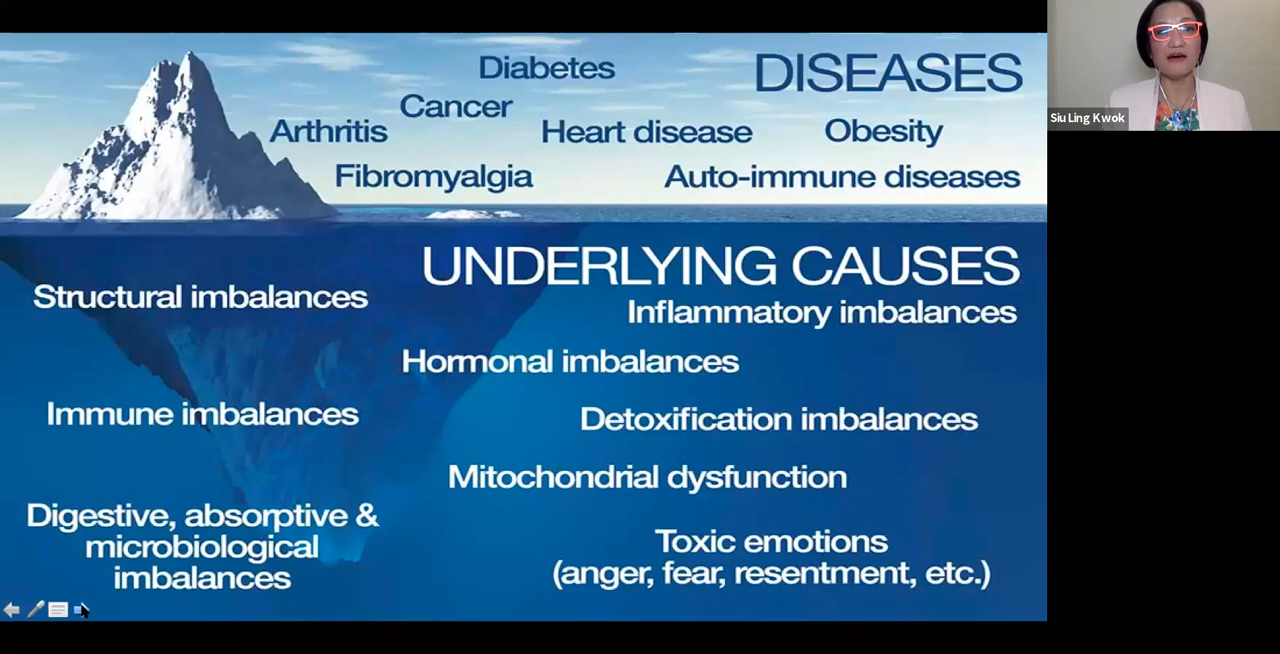 Diabetes
DISEASES
Cancer
Arthritis
Heart disease
Obesity
Fibromyalgia
Auto-immune diseases
UNDERLYING CAUSES
Structural imbalances
Inflammatory imbalances
Hormonal imbalances
Immune imbalances
Detoxification imbalances
Mitochondrial dysfunction
Digestive, absorptive &
microbiological
imbalances
Toxic emotions
(anger, fear, resentment, etc.)
Siu Ling Kwok